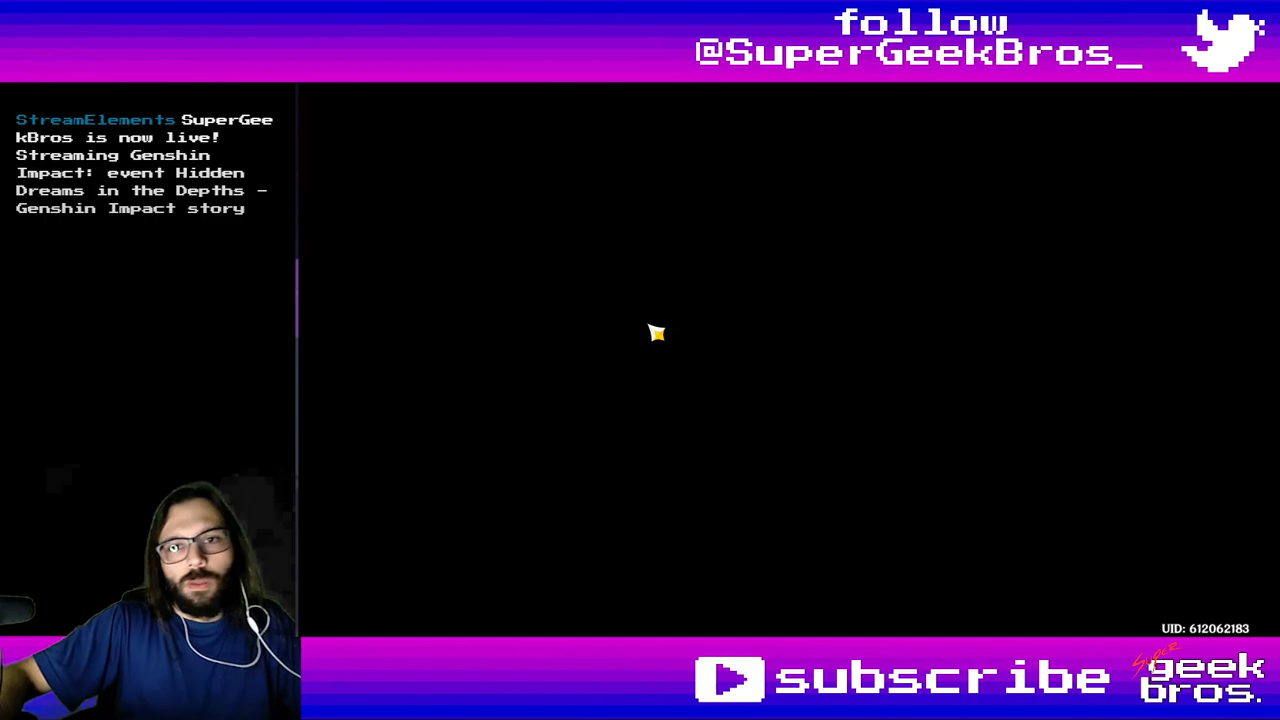 follow
@SuperGeekBros_
StreamElements SuperGee
kBros is now live!
Streaming Genshin
Impact: event Hidden
Dreams in the Depths -
Genshin Impact story
UID: 612062183
subscribe
SUPER
geek
bros.